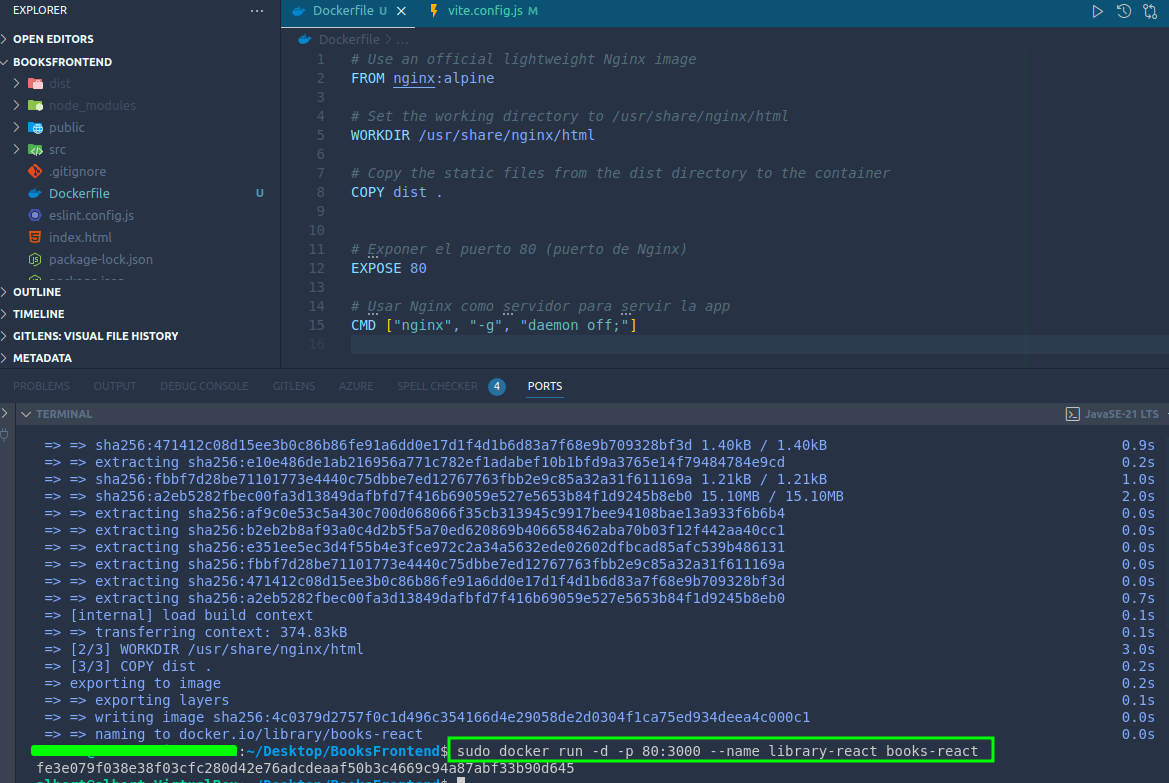 EXPLORER
Dockerfile U
vite.config.js M
OPEN EDITORS
BOOKSFRONTEND
dist
node_modules
public
src
.gitignore
Dockerfile U
eslint.config.js
index.html
package-lock.json
OUTLINE
TIMELINE
GITLENS: VISUAL FILE HISTORY
METADATA
Dockerfile > ...
1 # Use an official lightweight Nginx image
2 FROM nginx:alpine
3
4 # Set the working directory to /usr/share/nginx/html
5 WORKDIR /usr/share/nginx/html
6
7 # Copy the static files from the dist directory to the container
8 COPY dist .
9
10
11 # Exponer el puerto 80 (puerto de Nginx)
12 EXPOSE 80
13
14 # Usar Nginx como servidor para servir la app
15 CMD ["nginx", "-g", "daemon off;"]
16
PROBLEMS OUTPUT DEBUG CONSOLE GITLENS AZURE SPELL CHECKER 4 PORTS
TERMINAL
JavaSE-21 LTS
=> => sha256:471412c08d15ee3b0c86b86fe91a6dd0e17d1f4d1b6d83a7f68e9b709328bf3d 1.40kB / 1.40kB 0.9s
=> => extracting sha256:e10e486de1ab216956a771c782ef1adabef10b1bfd9a3765e14f79484784e9cd 0.2s
=> => sha256:fbbf7d28be71101773e4440c75dbbe7ed12767763fbb2e9c85a32a31f611169a 1.21kB / 1.21kB 1.0s
=> => sha256:a2eb5282fbec00fa3d13849dafbfd7f416b69059e527e5653b84f1d9245b8eb0 15.10MB / 15.10MB 2.0s
=> => extracting sha256:af9c0e53c5a430c700d068066f35cb313945c9917bee94108bae13a933f6b6b4 0.0s
=> => extracting sha256:b2eb2b8af93a0c4d2b5f5a70ed620869b406658462aba70b03f12f442aa40cc1 0.0s
=> => extracting sha256:e351ee5ec3d4f55b4e3fce972c2a34a5632ede02602dfbcad85afc539b486131 0.0s
=> => extracting sha256:fbbf7d28be71101773e4440c75dbbe7ed12767763fbb2e9c85a32a31f611169a 0.0s
=> => extracting sha256:471412c08d15ee3b0c86b86fe91a6dd0e17d1f4d1b6d83a7f68e9b709328bf3d 0.0s
=> => extracting sha256:a2eb5282fbec00fa3d13849dafbfd7f416b69059e527e5653b84f1d9245b8eb0 0.7s
=> [internal] load build context 0.1s
=> => transferring context: 374.83kB 0.1s
=> [2/3] WORKDIR /usr/share/nginx/html 3.0s
=> [3/3] COPY dist . 0.2s
=> exporting to image 0.2s
=> => exporting layers 0.1s
=> => writing image sha256:4c0379d2757f0c1d496c354166d4e29058de2d0304f1ca75ed934deea4c000c1 0.0s
=> => naming to docker.io/library/books-react 0.0s
:~/Desktop/BooksFrontend$ sudo docker run -d -p 80:3000 --name library-react books-react
fe3e079f038e38f03cfc280d42e76adcdeaaf50b3c4669c94a87abf33b90d645